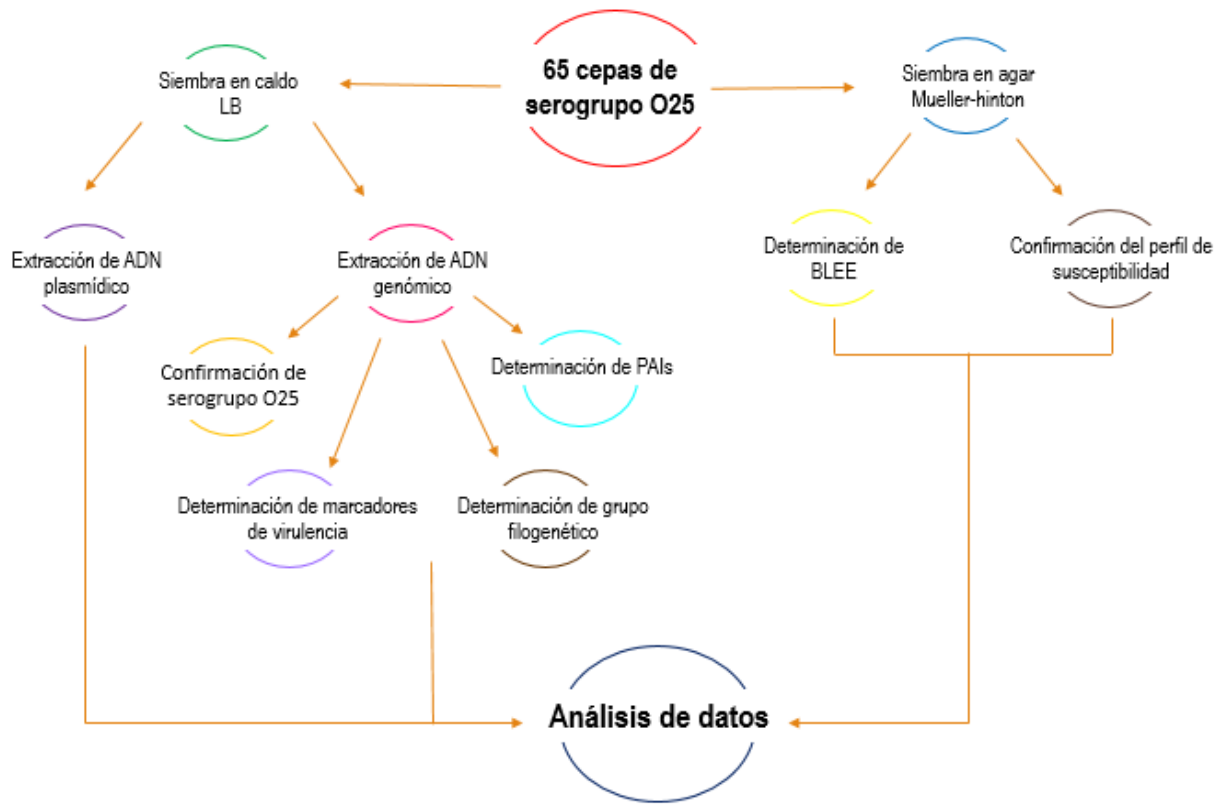 65 cepas de
serogrupo O25
Siembra en caldo
LB
Siembra en agar
Mueller-hinton
Extracción de ADN
plasmídico
Extracción de ADN
genómico
Determinación de
BLEE
Confirmación del perfil de
susceptibilidad
Confirmación de
serogrupo O25
Determinación de PAIs
Determinación de marcadores
de virulencia
Determinación de grupo
filogenético
Análisis de datos